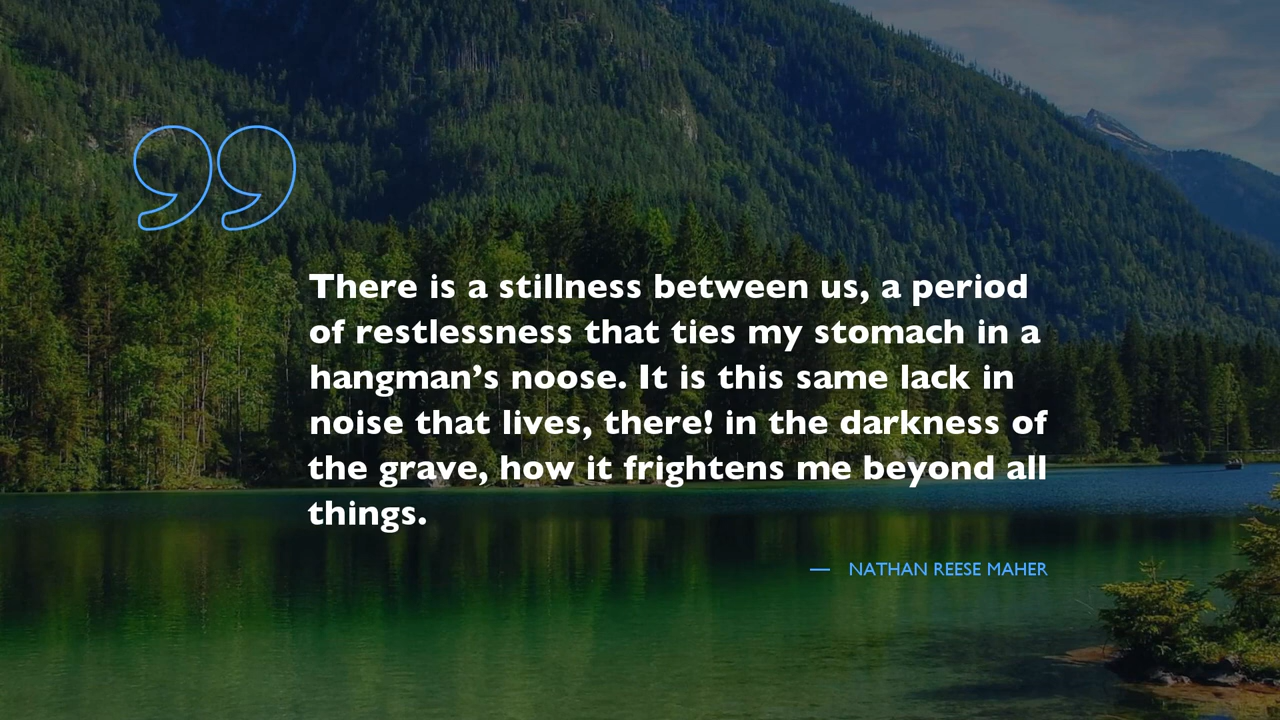 There is a stillness between us, a period
of restlessness that ties my stomach in a
hangman’s noose. It is this same lack in
noise that lives, there! in the darkness of
the grave, how it frightens me beyond all
things.
— NATHAN REESE MAHER